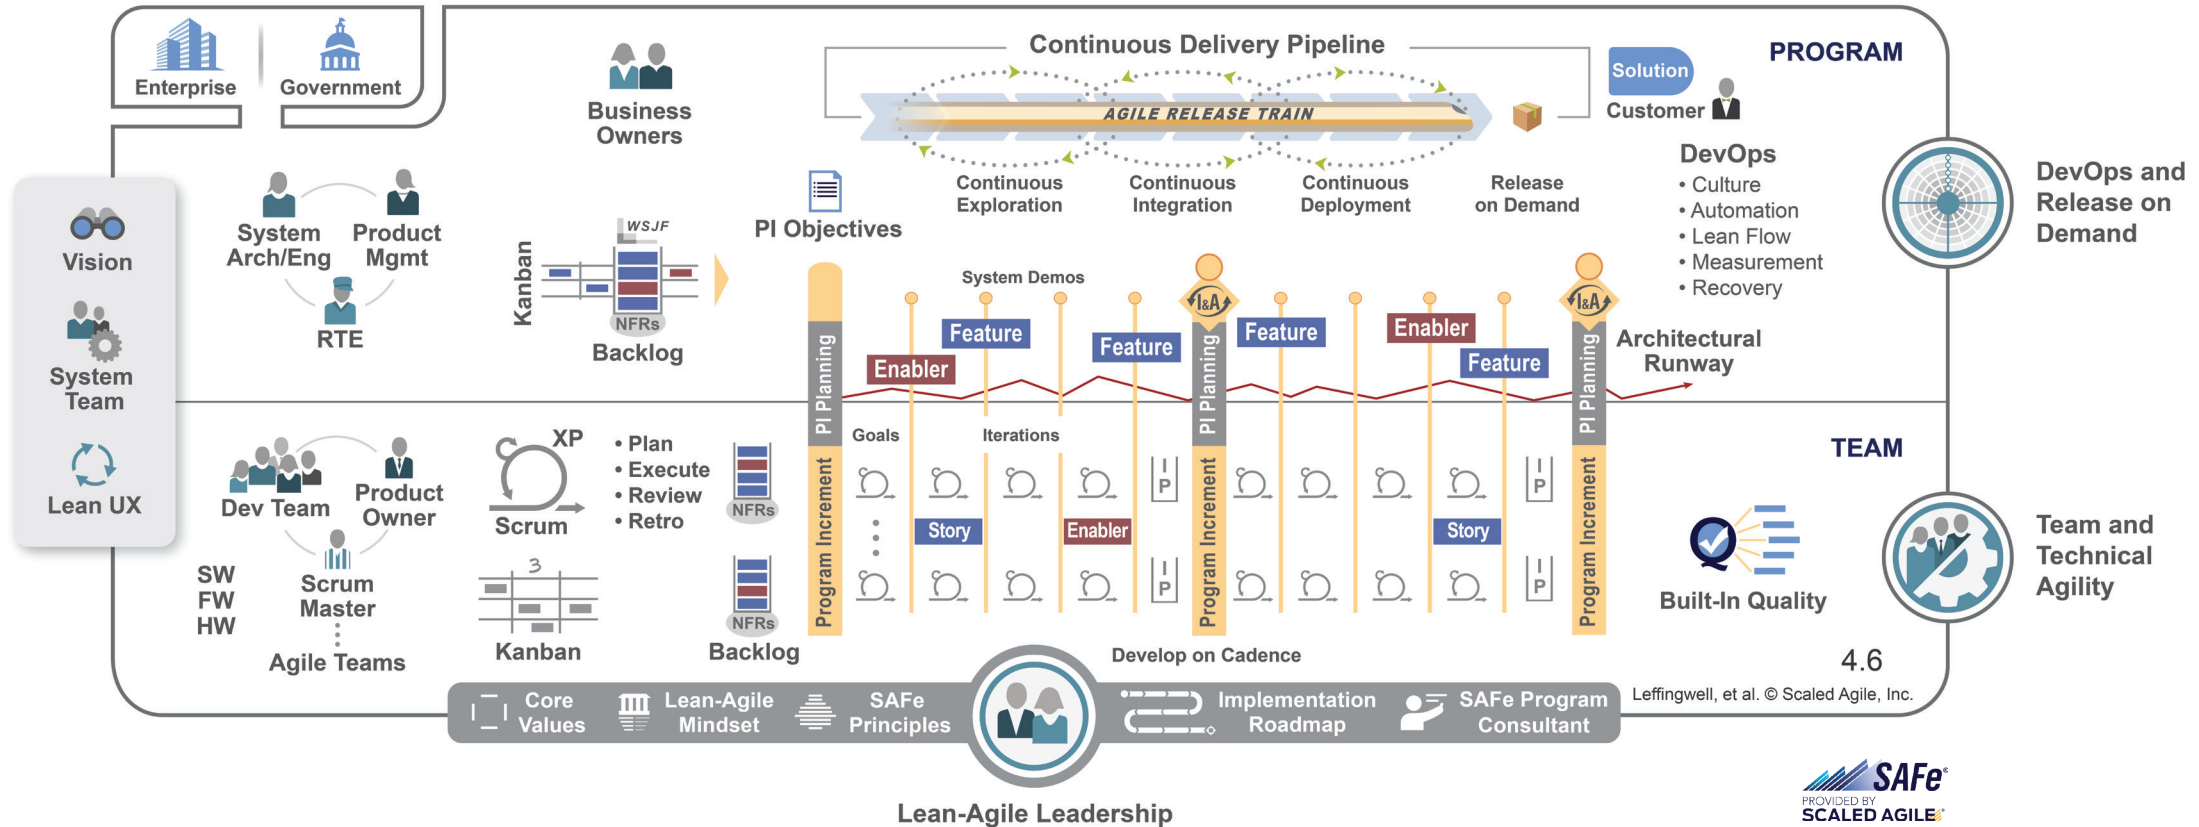 Enterprise
Government
Business
Owners
Continuous Delivery Pipeline
AGILE RELEASE TRAIN
Continuous
Exploration
Continuous
Integration
Continuous
Deployment
Release
on Demand
Solution
Customer
PROGRAM
DevOps
• Culture
• Automation
• Lean Flow
• Measurement
• Recovery
DevOps and
Release on
Demand
Vision
System
Team
Lean UX
System
Arch/Eng
Product
Mgmt
RTE
Kanban
WSJF
NFRs
Backlog
PI Objectives
System Demos
PI Planning
Enabler
Feature
Feature
I&A
PI Planning
Feature
Enabler
Feature
I&A
PI Planning
Architectural
Runway
TEAM
Dev Team
Product
Owner
Scrum
Master
Agile Teams
SW
FW
HW
XP
Scrum
3
Kanban
• Plan
• Execute
• Review
• Retro
NFRs
NFRs
Backlog
Program Increment
Goals
Iterations
I
P
Story
Enabler
I
P
Program Increment
I
P
Story
I
P
Program Increment
Develop on Cadence
Built-In Quality
Team and
Technical
Agility
4.6
Leffingwell, et al. © Scaled Agile, Inc.
Core
Values
Lean-Agile
Mindset
SAFe
Principles
Implementation
Roadmap
SAFe Program
Consultant
Lean-Agile Leadership
SAFe®
PROVIDED BY
SCALED AGILE